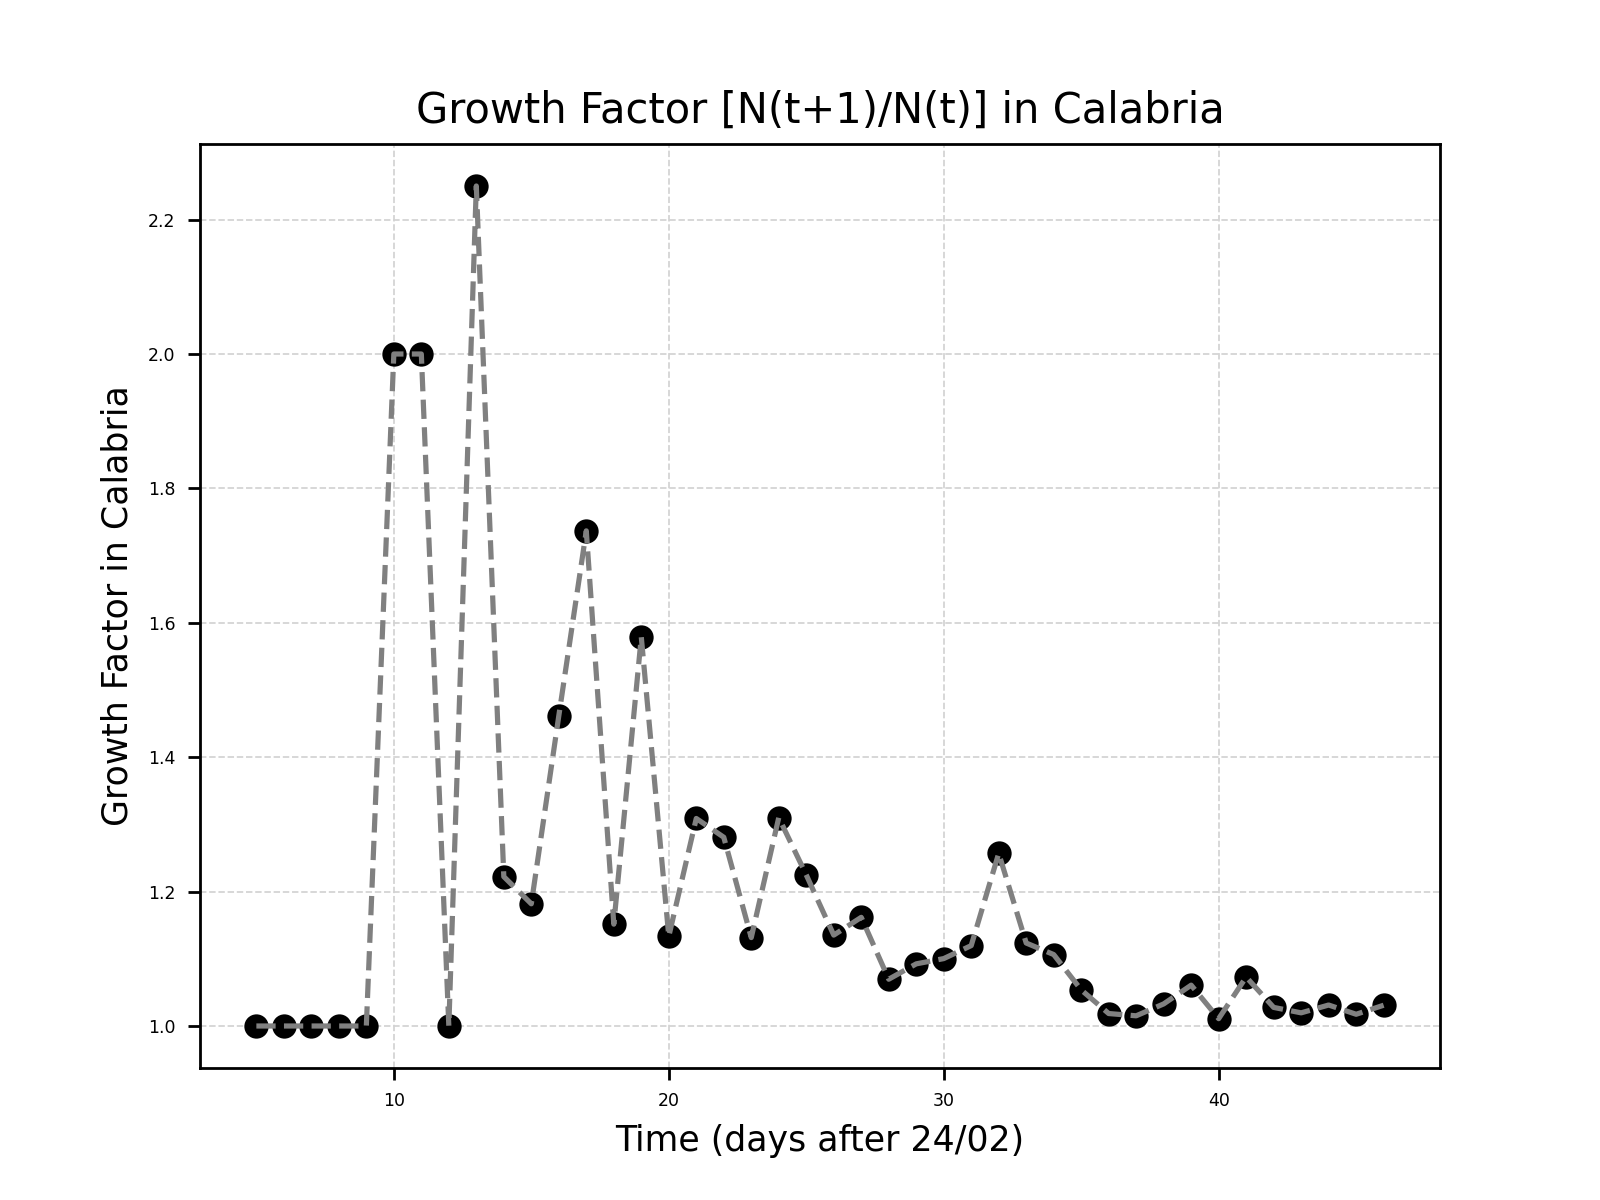 Growth Factor [N(t+1)/N(t)] in Calabria
Growth Factor in Calabria
2.2
2.0
1.8
1.6
1.4
1.2
1.0
10 20 30 40
Time (days after 24/02)